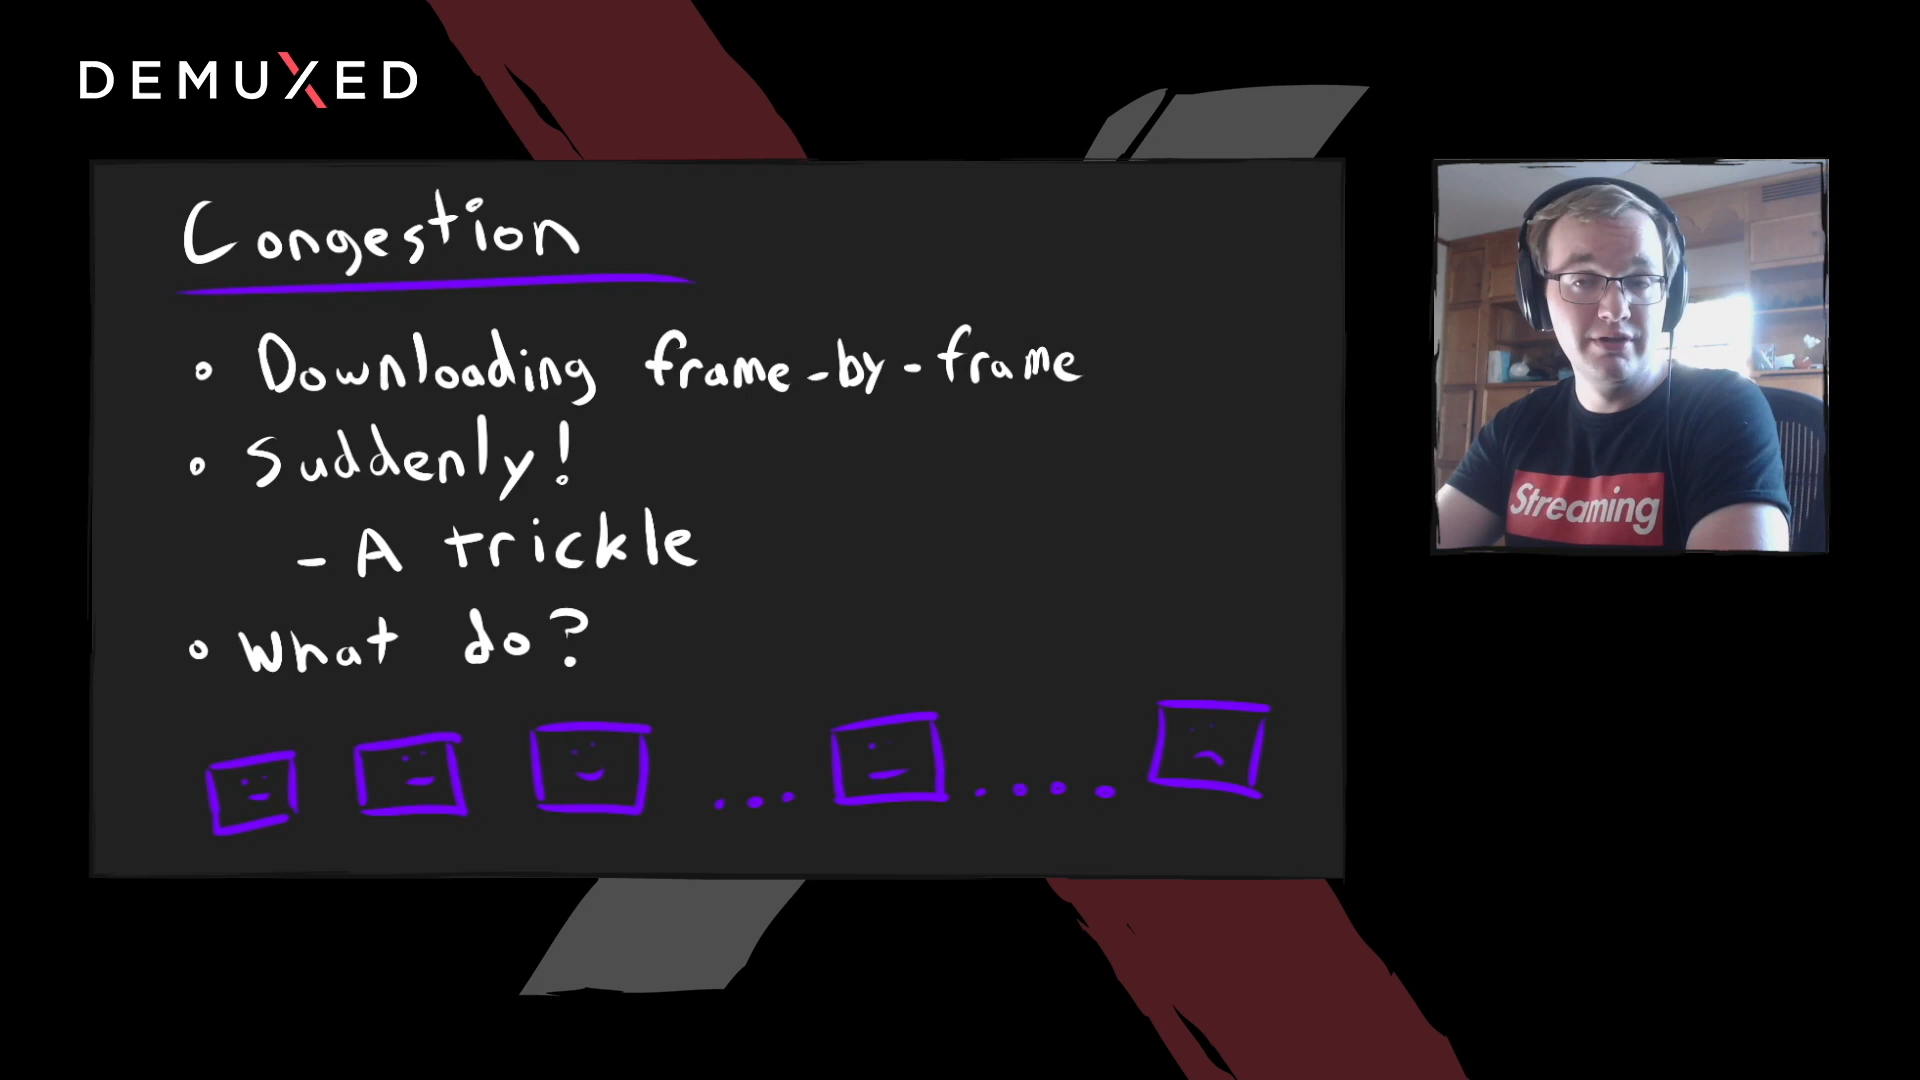 DEMUXED
Congestion
• Downloading frame-by-frame
• Suddenly!
- A trickle
• What do?
Streaming